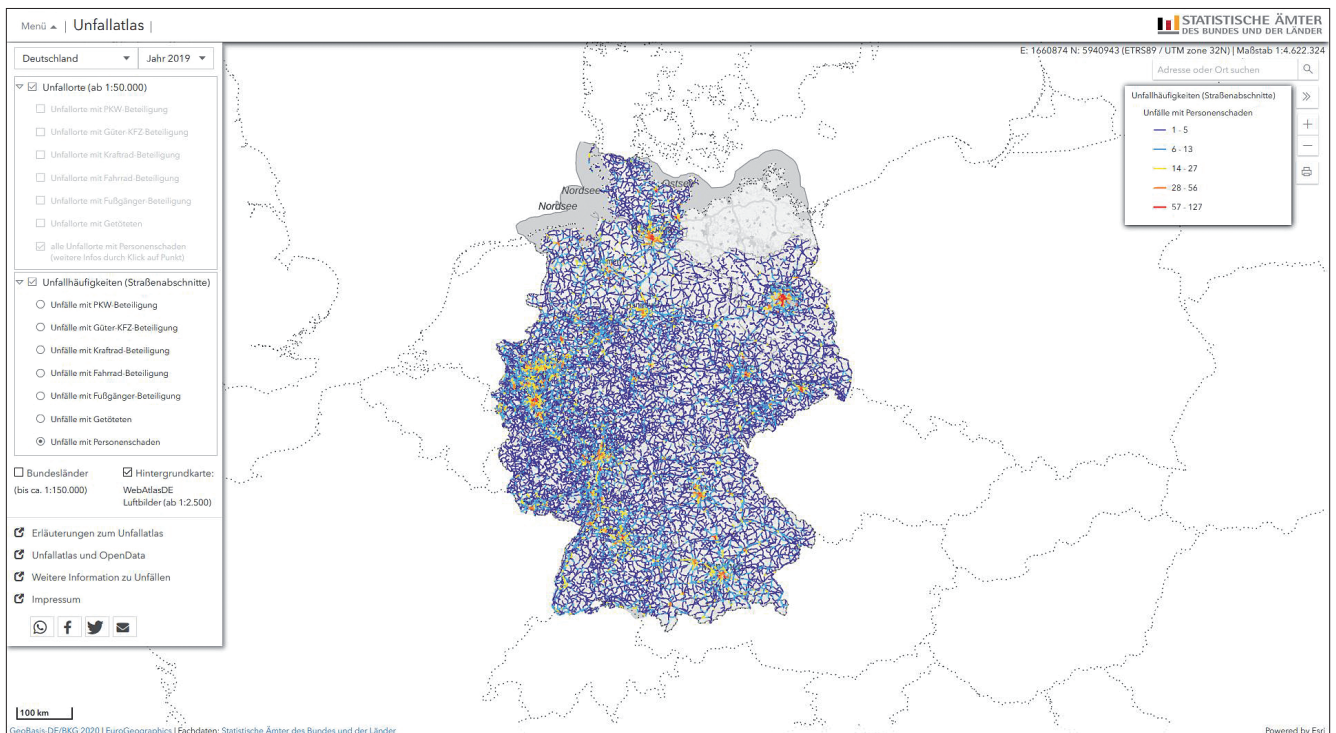 Menü | Unfallatlas |
STATISTISCHE ÄMTER
DES BUNDES UND DER LÄNDER
E: 1660874 N: 5940943 (ETRS89 / UTM zone 32N) | Maßstab 1:4.622.324
Deutschland
Jahr 2019
Adresse oder Ort suchen
Unfallorte (ab 1:50.000)
Unfallorte mit PKW-Beteiligung
Unfallorte mit Güter-KFZ-Beteiligung
Unfallorte mit Kraftrad-Beteiligung
Unfallorte mit Fahrrad-Beteiligung
Unfallorte mit Fußgänger-Beteiligung
Unfallorte mit Getöteten
alle Unfallorte mit Personenschaden
(weitere Infos durch Klick auf Punkt)
Unfallhäufigkeiten (Straßenabschnitte)
Unfälle mit PKW-Beteiligung
Unfälle mit Güter-KFZ-Beteiligung
Unfälle mit Kraftrad-Beteiligung
Unfälle mit Fahrrad-Beteiligung
Unfälle mit Fußgänger-Beteiligung
Unfälle mit Getöteten
Unfälle mit Personenschaden
Bundesländer
(bis ca. 1:150.000)
Hintergrundkarte:
WebAtlasDE
Luftbilder (ab 1:2.500)
Erläuterungen zum Unfallatlas
Unfallatlas und OpenData
Weitere Information zu Unfällen
Impressum
Unfallhäufigkeiten (Straßenabschnitte)
Unfälle mit Personenschaden
1 - 5
6 - 13
14 - 27
28 - 56
57 - 127
Nordsee
Ostsee
Nordsee
100 km
GeoBasis-DE/BKG 2020 | EuroGeographics | Fachdaten: Statistische Ämter des Bundes und der Länder
Powered by Esri